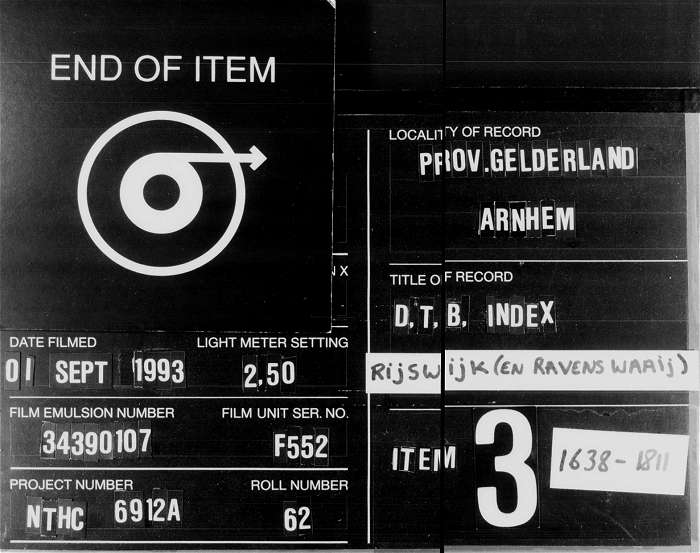 END OF ITEM
N X
DATE FILMED
01 SEPT 1993
LIGHT METER SETTING
2,50
FILM EMULSION NUMBER
34390107
FILM UNIT SER. NO.
F552
PROJECT NUMBER
NTHC 6912A
ROLL NUMBER
62
LOCALITY OF RECORD
PROV.GELDERLAND
ARNHEM
TITLE OF RECORD
D,T,B, INDEX
RijSWijK (EN RAVENS WAAij)
ITEM 3
1638-1811